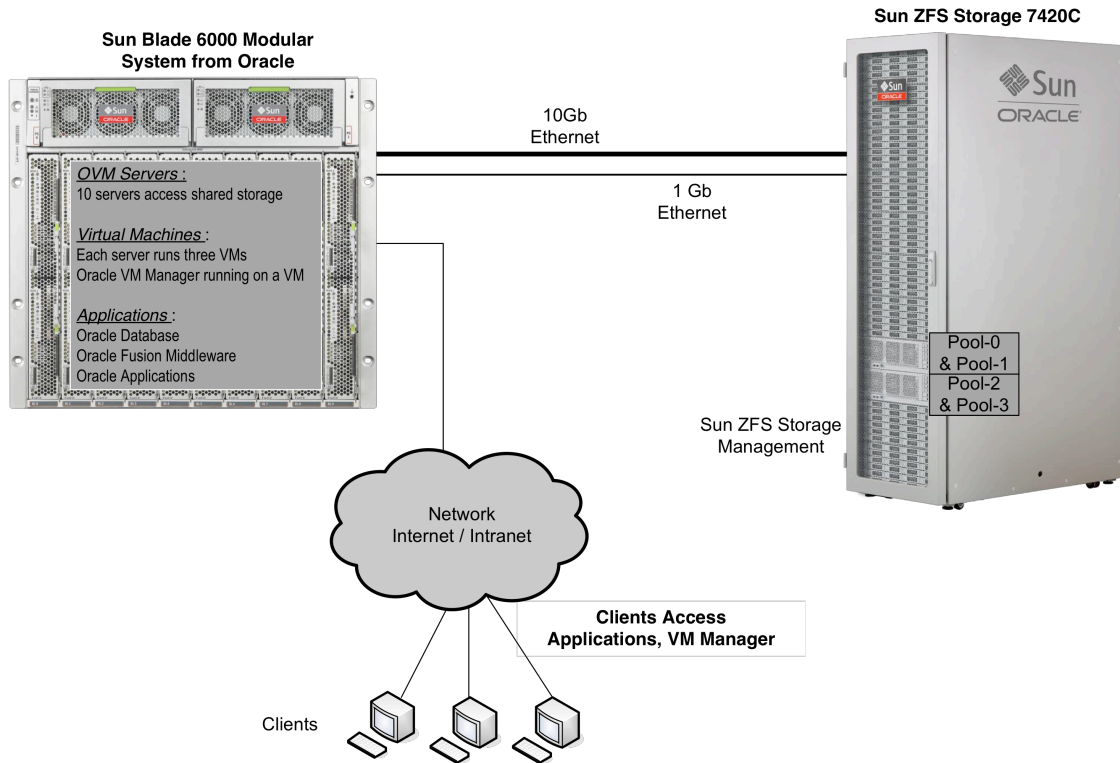 Sun ZFS Storage 7420C
Sun Blade 6000 Modular
System from Oracle
Sun
ORACLE
Sun
ORACLE
Sun
ORACLE
Sun
ORACLE
10Gb
Ethernet
1 Gb
Ethernet
OVM Servers :
10 servers access shared storage
Virtual Machines :
Each server runs three VMs
Oracle VM Manager running on a VM
Applications :
Oracle Database
Oracle Fusion Middleware
Oracle Applications
Pool-0
& Pool-1
Pool-2
& Pool-3
Sun ZFS Storage
Management
Network
Internet / Intranet
Clients Access
Applications, VM Manager
Clients